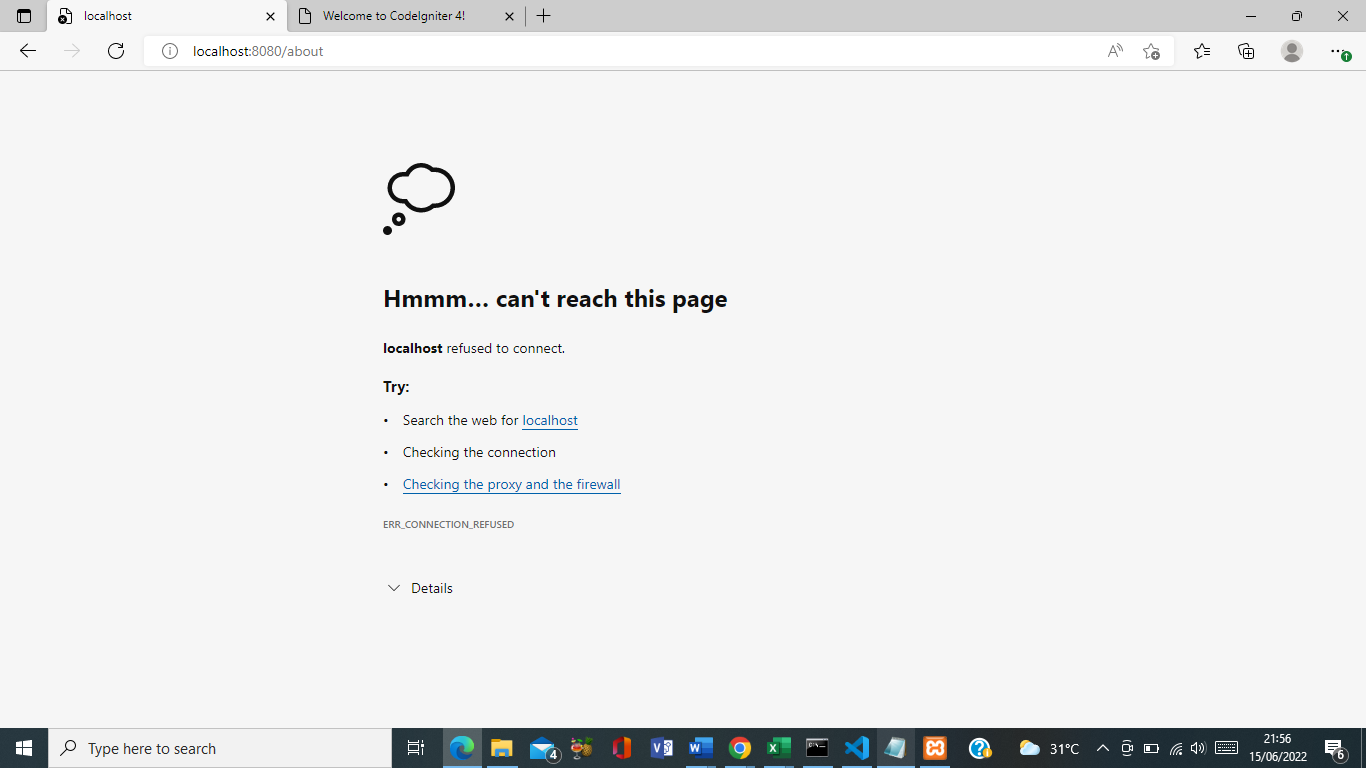 localhost
Welcome to CodeIgniter 4!
localhost:8080/about
Hmmm... can't reach this page
localhost refused to connect.
Try:
• Search the web for localhost
• Checking the connection
• Checking the proxy and the firewall
ERR_CONNECTION_REFUSED
Details
Type here to search
4
31°C
21:56
15/06/2022
6